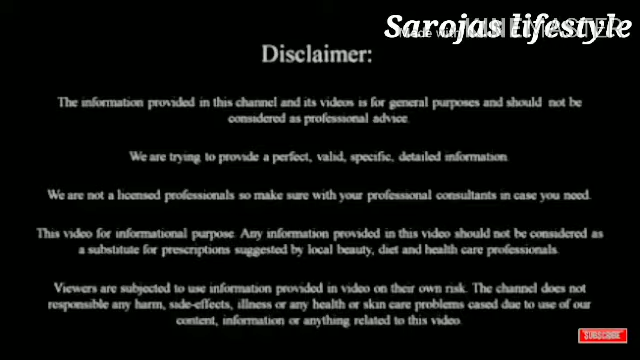 Sarojas lifestyle
Made with KINEMASTER
Disclaimer:
The information provided in this channel and its videos is for general purposes and should not be
considered as professional advice.
We are trying to provide a perfect, valid, specific, detailed information.
We are not a licensed professionals so make sure with your professional consultants in case you need.
This video for informational purpose. Any information provided in this video should not be considered as
a substitute for prescriptions suggested by local beauty, diet and health care professionals.
Viewers are subjected to use information provided in video on their own risk. The channel does not
responsible any harm, side-effects, illness or any health or skin care problems cased due to use of our
content, information or anything related to this video.
SUBSCRIBE